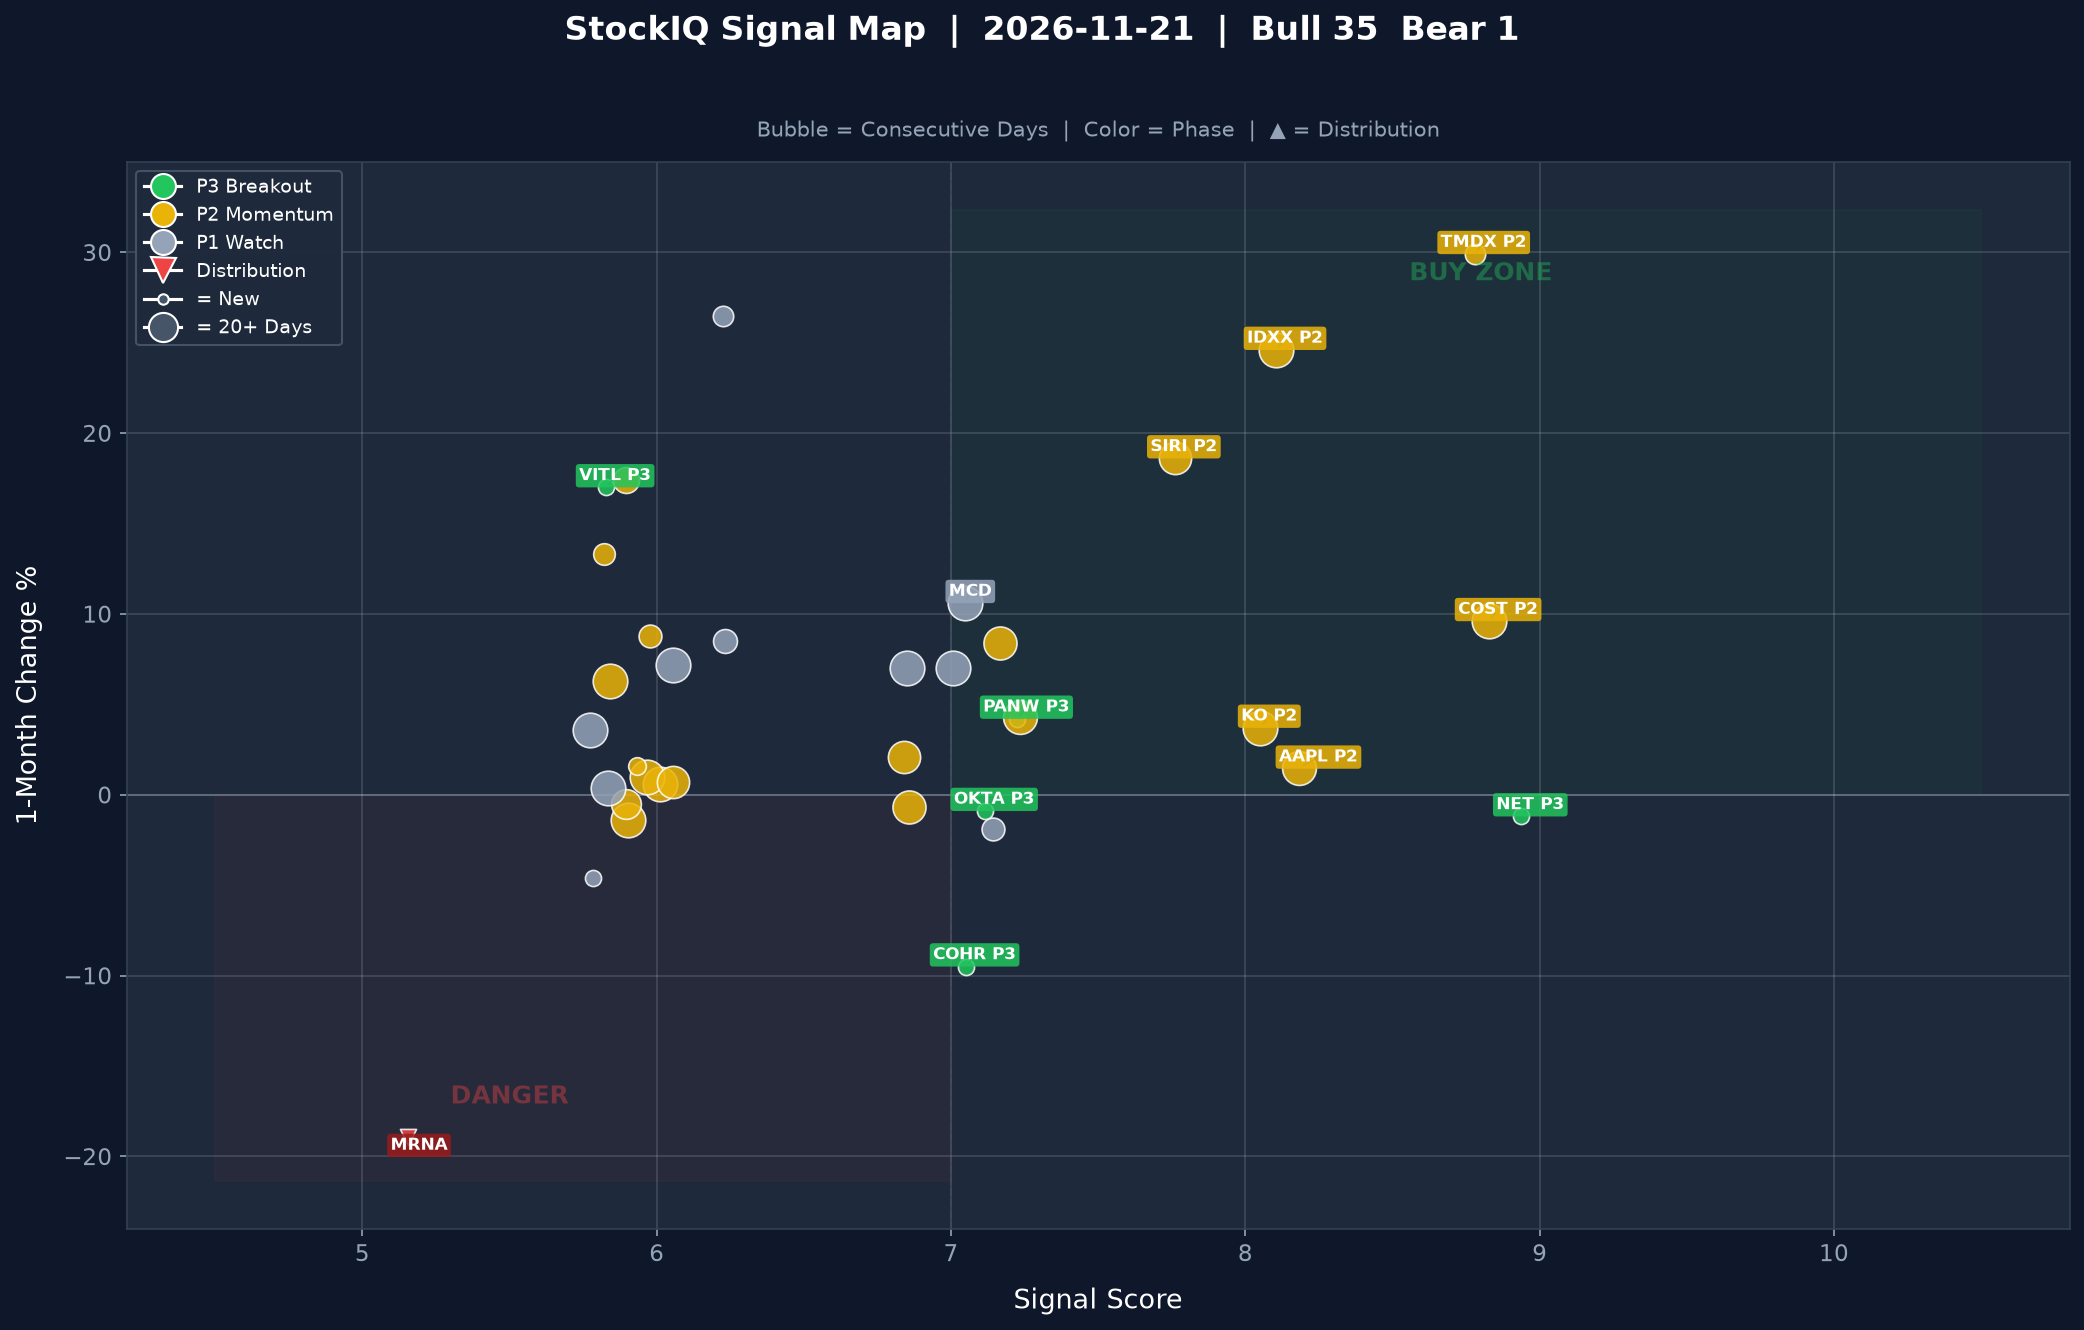 StockIQ Signal Map | 2026-11-21 | Bull 35 Bear 1
Bubble = Consecutive Days | Color = Phase | ▲ = Distribution
P3 Breakout
P2 Momentum
P1 Watch
Distribution
= New
= 20+ Days
TMDX P2
BUY ZONE
IDXX P2
SIRI P2
VITL P3
MCD
COST P2
PANW P3
KO P2
AAPL P2
OKTA P3
NET P3
COHR P3
DANGER
MRNA
1-Month Change %
30
20
10
0
−10
−20
5 6 7 8 9 10
Signal Score